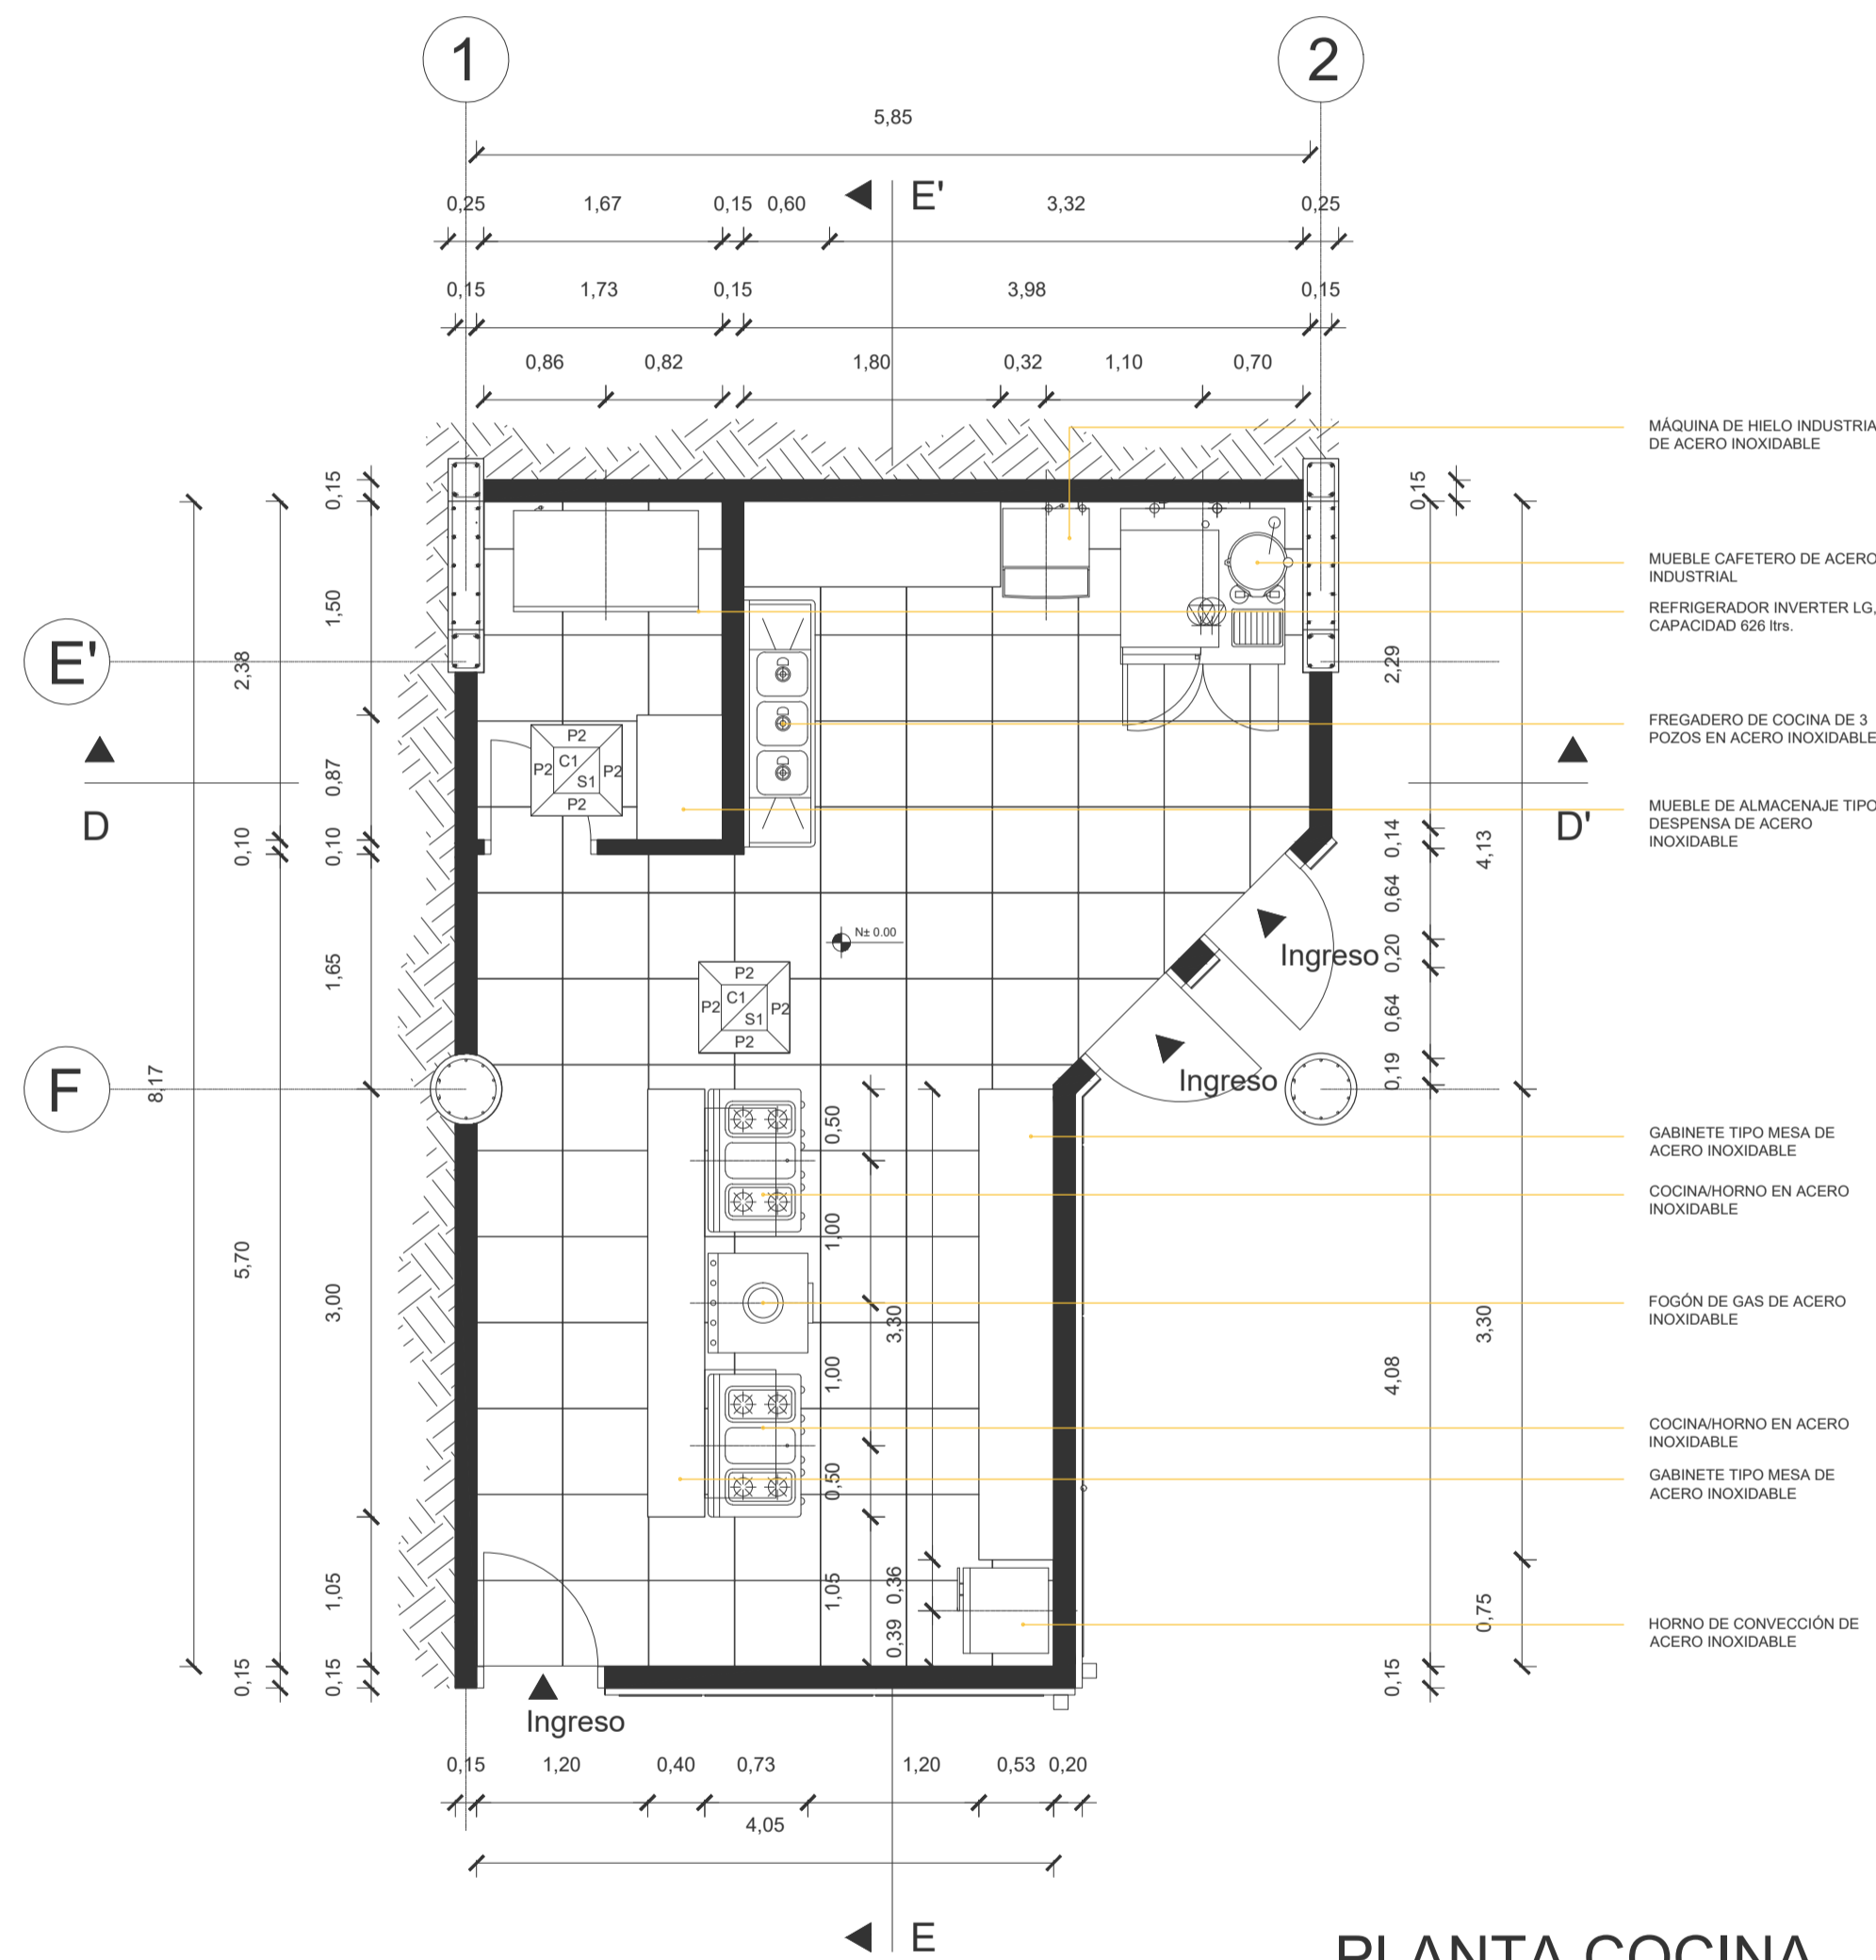 1
2
5,85
E'
0,25 1,67 0,15 0,60 3,32 0,25
0,15 1,73 0,15 3,98 0,15
0,86 0,82 1,80 0,32 1,10 0,70
MÁQUINA DE HIELO INDUSTRIA
DE ACERO INOXIDABLE
MUEBLE CAFETERO DE ACERO
INDUSTRIAL
REFRIGERADOR INVERTER LG,
CAPACIDAD 626 ltrs.
FREGADERO DE COCINA DE 3
POZOS EN ACERO INOXIDABLE
MUEBLE DE ALMACENAJE TIPO
DESPENSA DE ACERO
INOXIDABLE
GABINETE TIPO MESA DE
ACERO INOXIDABLE
COCINA/HORNO EN ACERO
INOXIDABLE
FOGÓN DE GAS DE ACERO
INOXIDABLE
COCINA/HORNO EN ACERO
INOXIDABLE
GABINETE TIPO MESA DE
ACERO INOXIDABLE
HORNO DE CONVECCIÓN DE
ACERO INOXIDABLE
E'
D
F
8,17
2,38
0,10
5,70
0,15
0,15
1,50
0,87
0,10
1,65
3,00
1,05
0,15
P2
P2 C1 P2
S1
P2
N± 0.00
P2
P2 C1 P2
S1
P2
Ingreso
Ingreso
Ingreso
0,50
1,00
1,00
0,50
1,05
3,30
0,36
0,39
0,15
2,29
0,14
0,64
0,20
0,64
0,19
4,08
0,15
4,13
3,30
0,75
D'
0,15 1,20 0,40 0,73 1,20 0,53 0,20
4,05
E
PLANTA COCINA